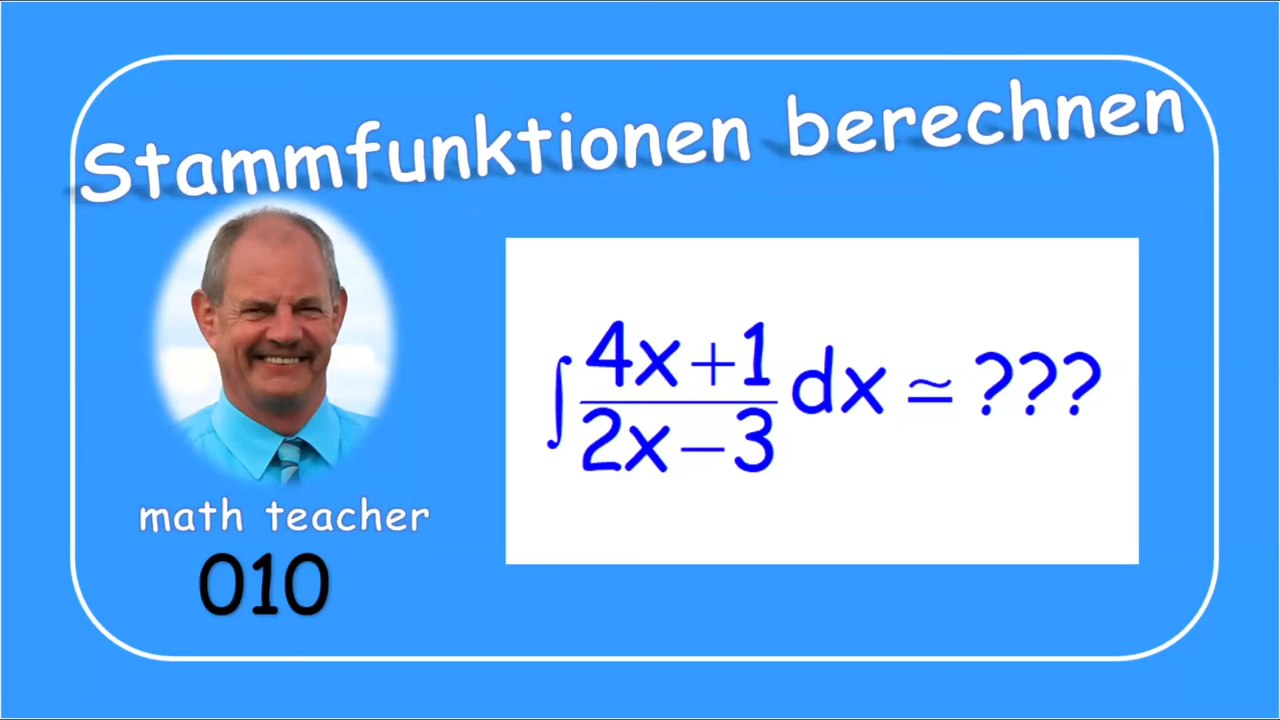 Stammfunktionen berechnen
∫ (4x+1)/(2x−3) dx ≃ ???
math teacher
010